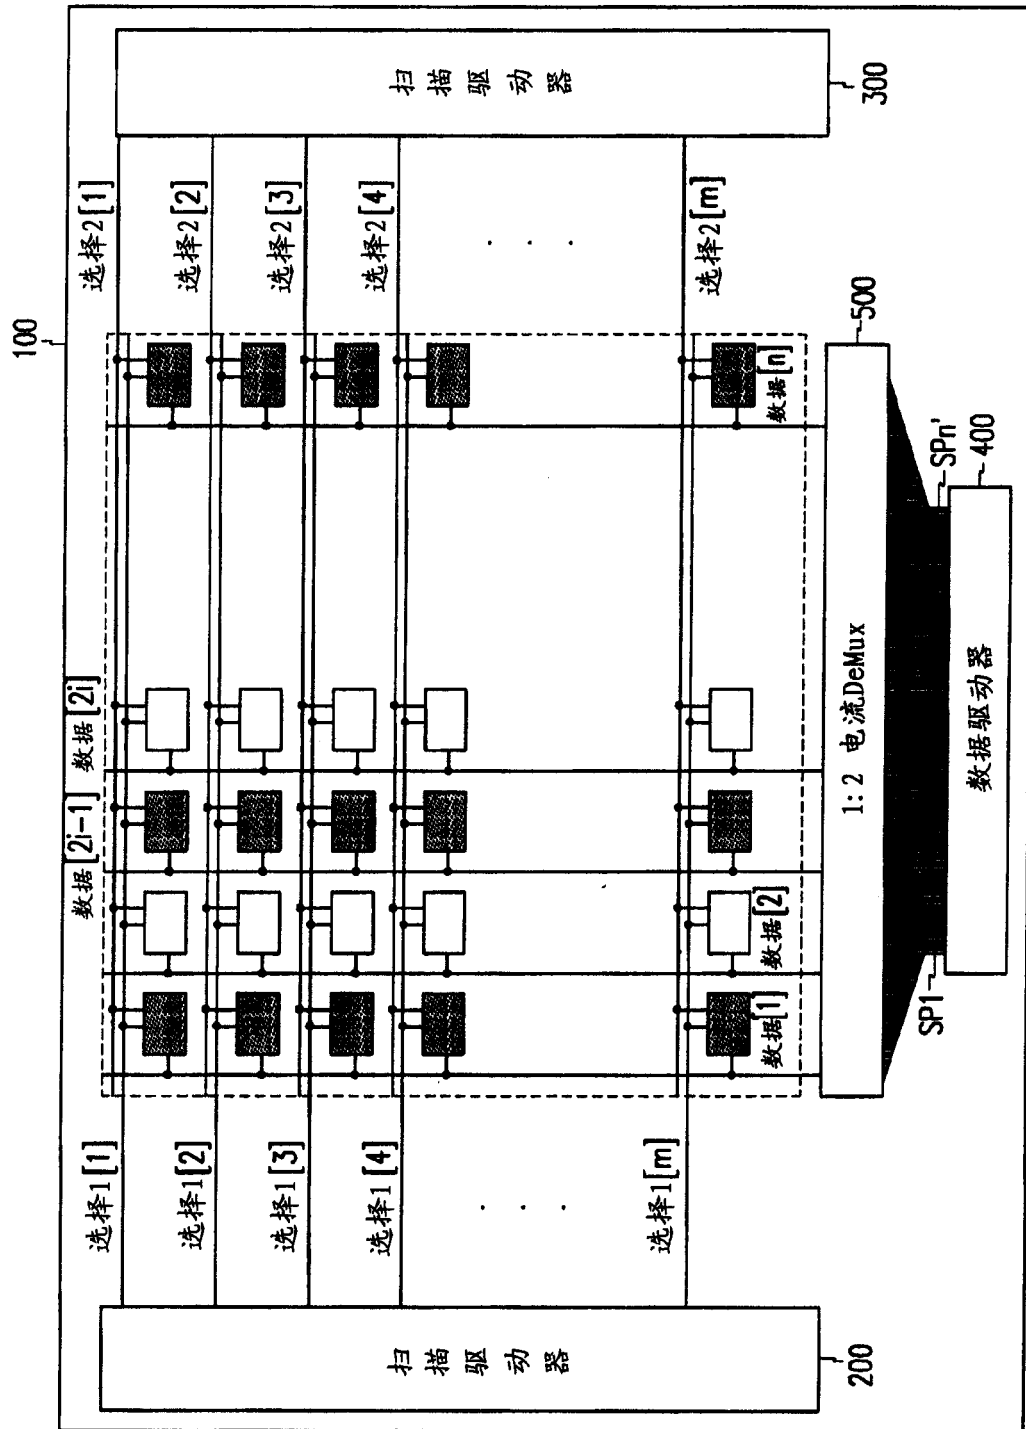 100
扫描驱动器
200
扫描驱动器
300
选择1[1]
选择1[2]
选择1[3]
选择1[4]
. . .
选择1[m]
选择2[1]
选择2[2]
选择2[3]
选择2[4]
. . .
选择2[m]
数据[2i-1]
数据[2i]
数据[1]
数据[2]
数据[n]
1:2 电流DeMux
500
SP1
SPn'
数据驱动器
400